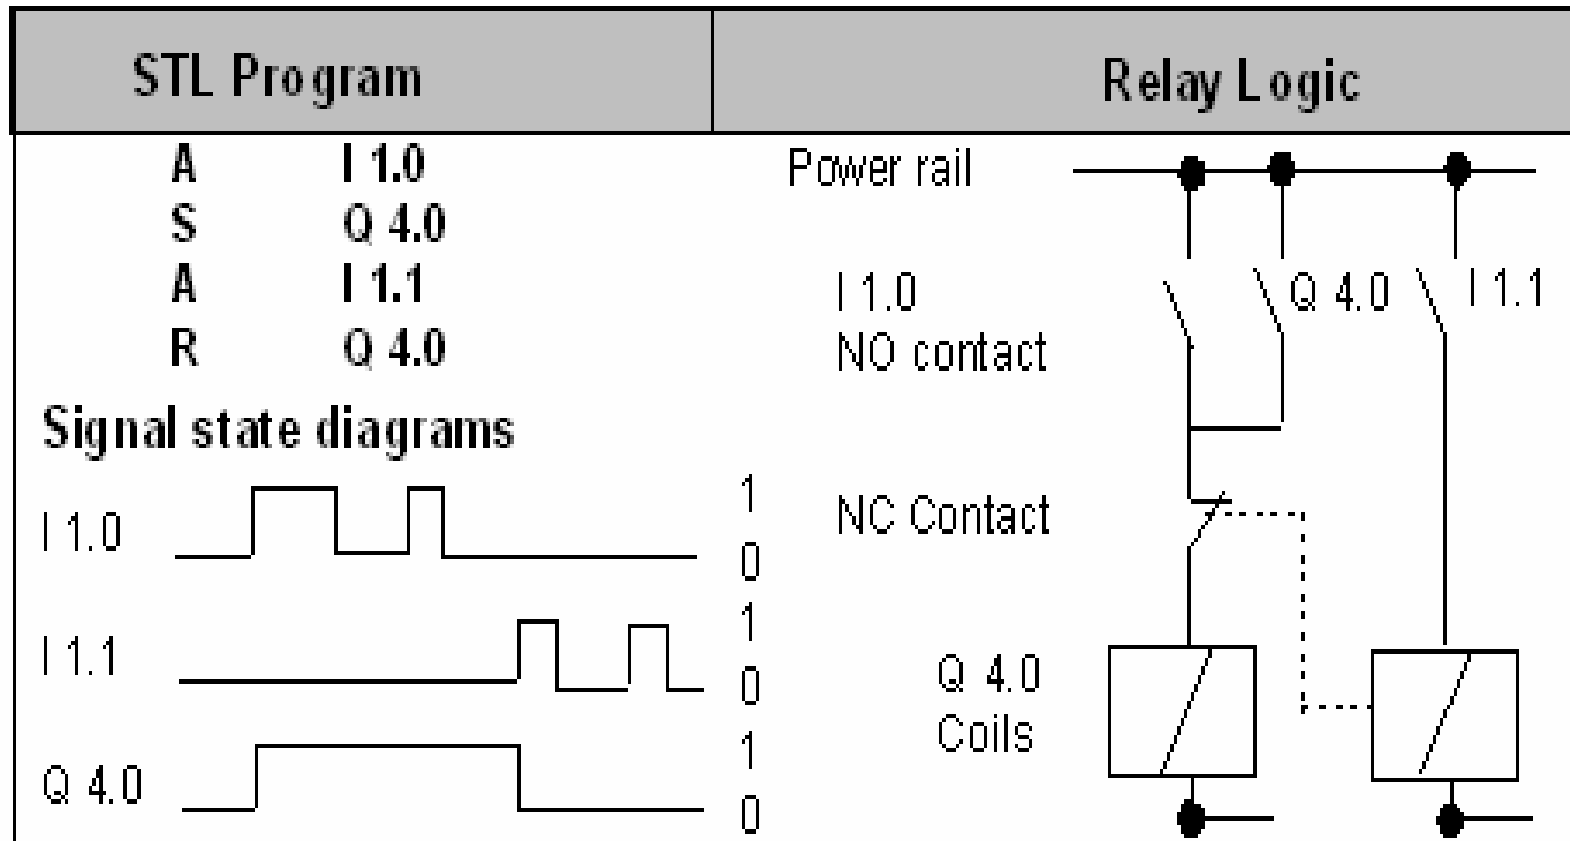 STL Program
A I 1.0
S Q 4.0
A I 1.1
R Q 4.0
Signal state diagrams
I 1.0
1
0
I 1.1
1
0
Q 4.0
1
0
Relay Logic
Power rail
I 1.0
NO contact
Q 4.0
I 1.1
NC Contact
Q 4.0
Coils